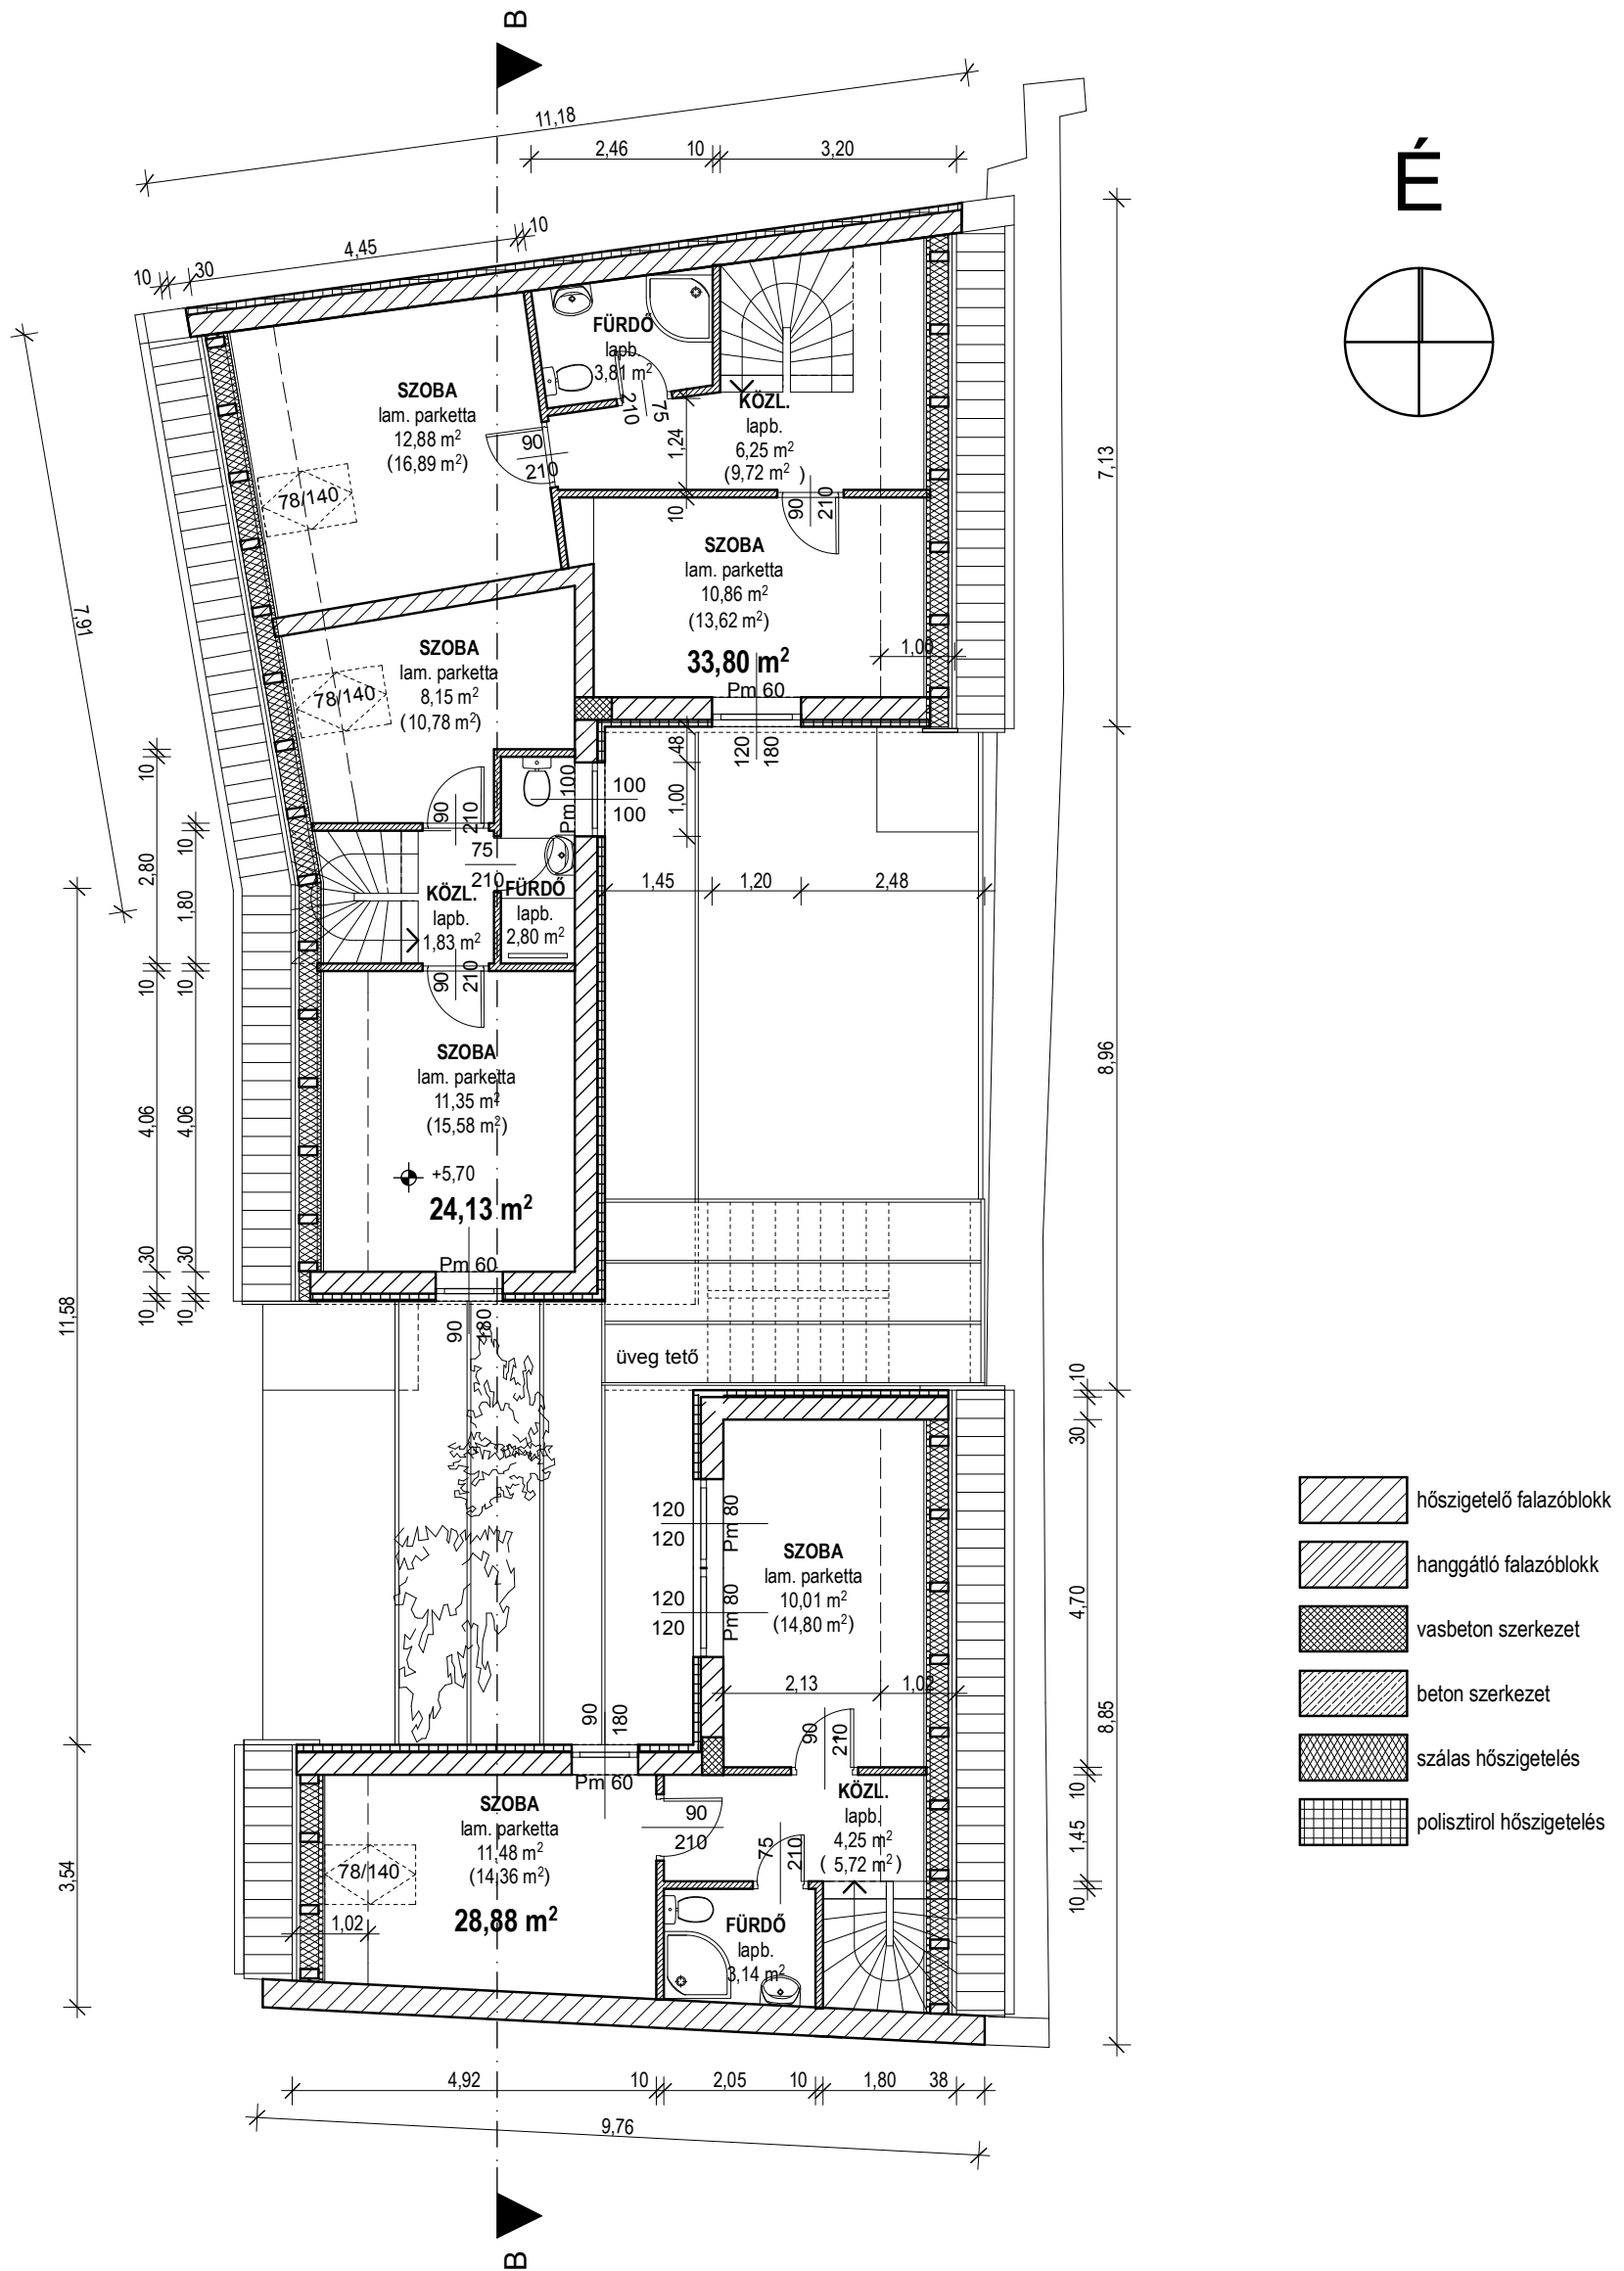 B
11,18
2,46
10
3,20
É
4,45
10
10
30
7,13
FÜRDŐ
lapb.
3,81 m²
210
75
SZOBA
lam. parketta
12,88 m²
(16,89 m²)
KÖZL.
lapb.
6,25 m²
(9,72 m² )
1,24
90
210
78/140
10
90
210
SZOBA
lam. parketta
10,86 m²
(13,62 m²)
33,80 m²
1,00
Pm 60
7,91
SZOBA
lam. parketta
8,15 m²
(10,78 m²)
78/140
48
120
180
10
Pm 100
100
100
1,00
90
210
75
210
10
2,80
1,80
KÖZL.
lapb.
1,83 m²
FÜRDŐ
lapb.
2,80 m²
1,45
1,20
2,48
90
210
10
10
SZOBA
lam. parketta
11,35 m²
(15,58 m²)
8,96
4,06
4,06
+5,70
24,13 m²
30
30
Pm 60
10
10
90
180
11,58
üveg tető
10
30
120
120
Pm 80
120
120
Pm 80
SZOBA
lam. parketta
10,01 m²
(14,80 m²)
4,70
2,13
1,02
8,85
90
180
90
210
Pm 60
SZOBA
lam. parketta
11,48 m²
(14,36 m²)
28,88 m²
78/140
1,02
3,54
90
210
KÖZL.
lapb.
4,25 m²
( 5,72 m²)
75
210
10
1,45
10
FÜRDŐ
lapb.
3,14 m²
4,92
10
2,05
10
1,80
38
9,76
B
hőszigetelő falazóblokk
hanggátló falazóblokk
vasbeton szerkezet
beton szerkezet
szálas hőszigetelés
polisztirol hőszigetelés